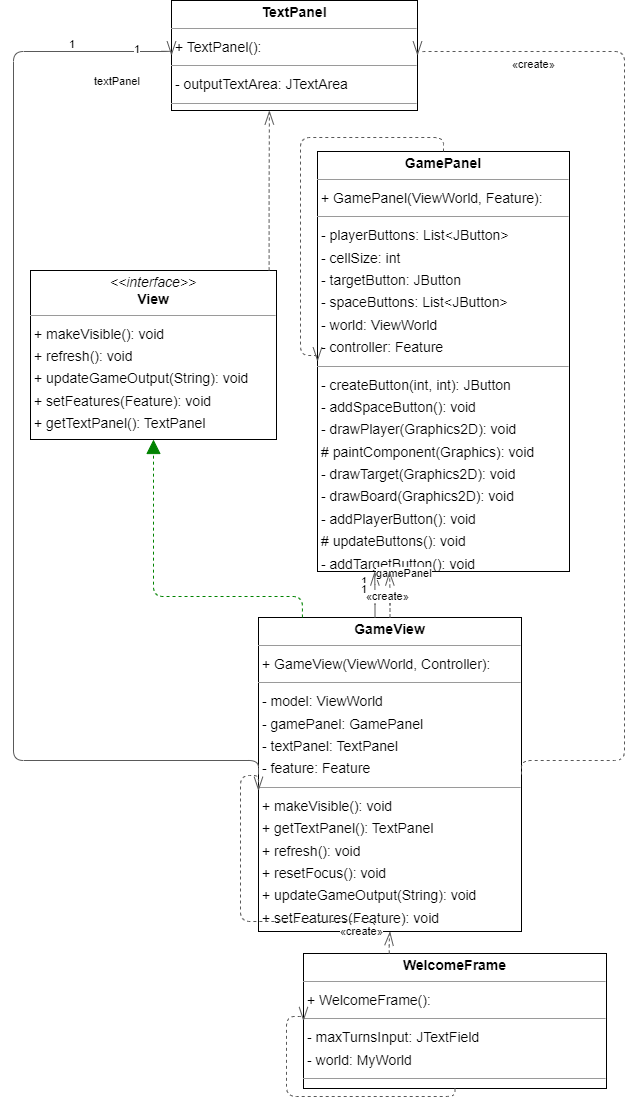 TextPanel
1
1
+ TextPanel():
textPanel
- outputTextArea: JTextArea
«create»
GamePanel
+ GamePanel(ViewWorld, Feature):
- playerButtons: List<JButton>
- cellSize: int
- targetButton: JButton
- spaceButtons: List<JButton>
- world: ViewWorld
- controller: Feature
- createButton(int, int): JButton
- addSpaceButton(): void
- drawPlayer(Graphics2D): void
# paintComponent(Graphics): void
- drawTarget(Graphics2D): void
- drawBoard(Graphics2D): void
- addPlayerButton(): void
# updateButtons(): void
- addTargetButton(): void
<<interface>>
View
+ makeVisible(): void
+ refresh(): void
+ updateGameOutput(String): void
+ setFeatures(Feature): void
+ getTextPanel(): TextPanel
gamePanel
1
1
«create»
GameView
+ GameView(ViewWorld, Controller):
- model: ViewWorld
- gamePanel: GamePanel
- textPanel: TextPanel
- feature: Feature
+ makeVisible(): void
+ getTextPanel(): TextPanel
+ refresh(): void
+ resetFocus(): void
+ updateGameOutput(String): void
+ setFeatures(Feature): void
«create»
WelcomeFrame
+ WelcomeFrame():
- maxTurnsInput: JTextField
- world: MyWorld